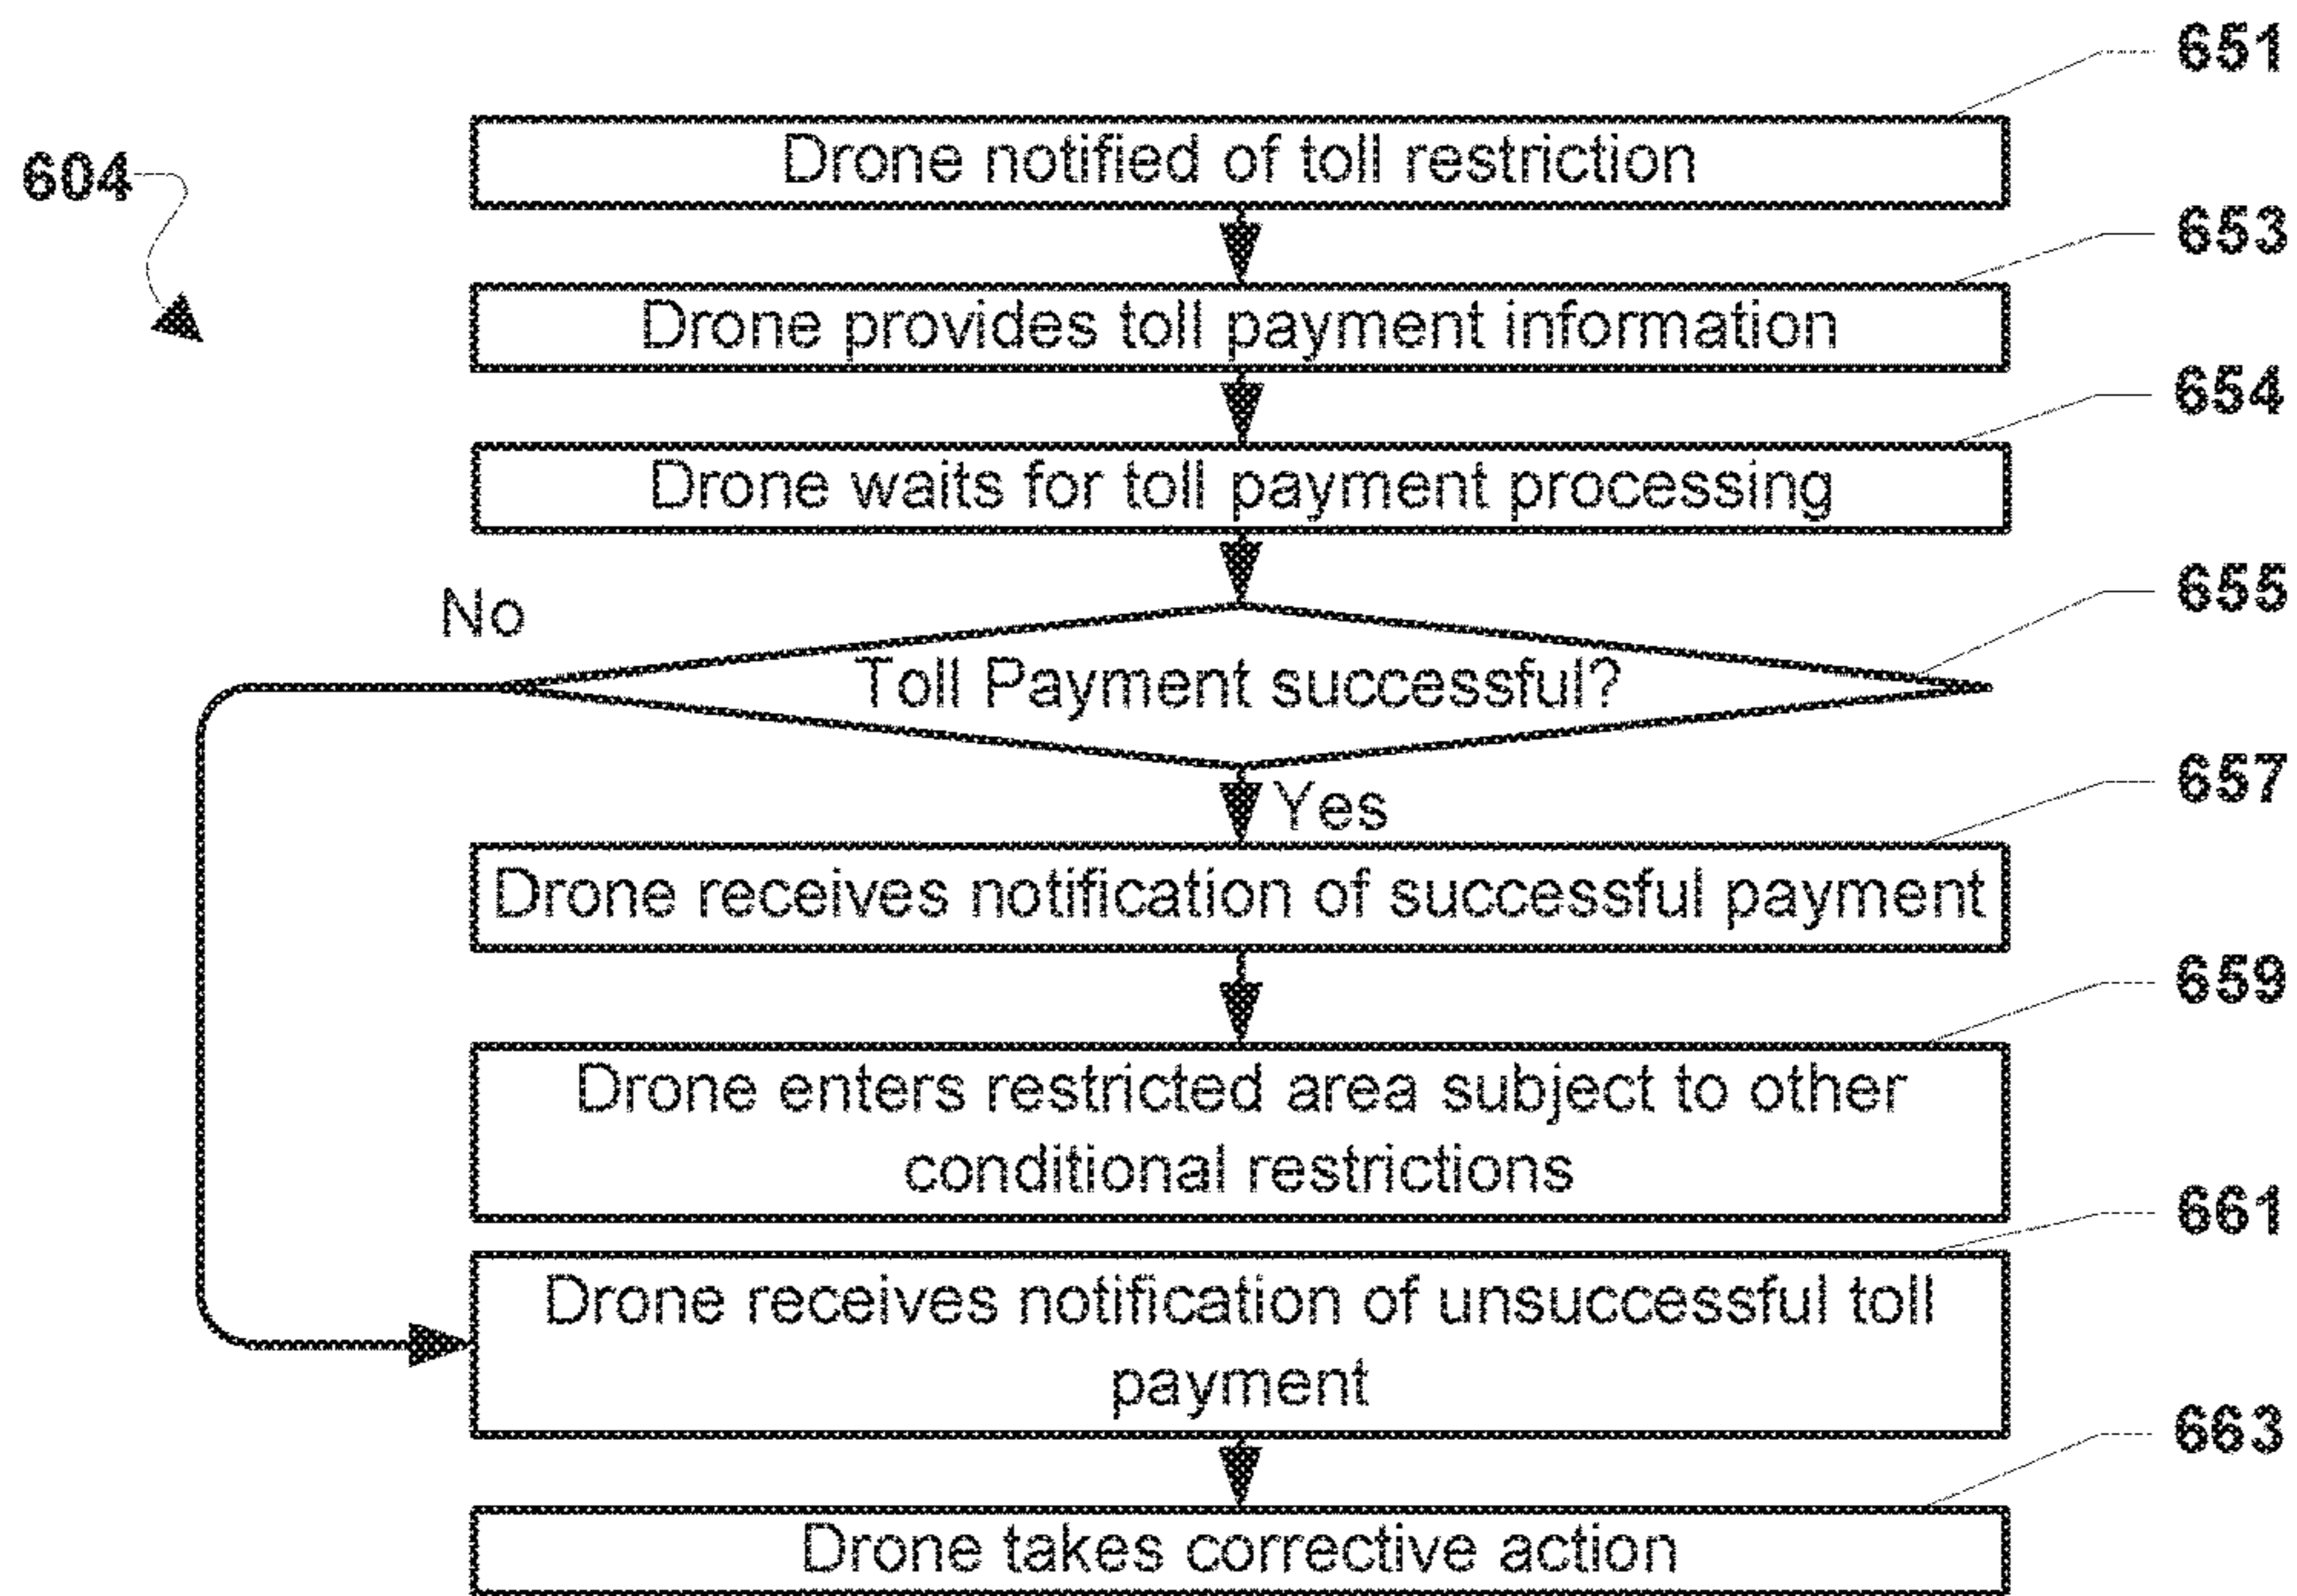 651
Drone notified of toll restriction
604
653
Drone provides toll payment information
654
Drone waits for toll payment processing
655
No
Toll Payment successful?
657
Yes
Drone receives notification of successful payment
659
Drone enters restricted area subject to other
conditional restrictions
661
Drone receives notification of unsuccessful toll
payment
663
Drone takes corrective action